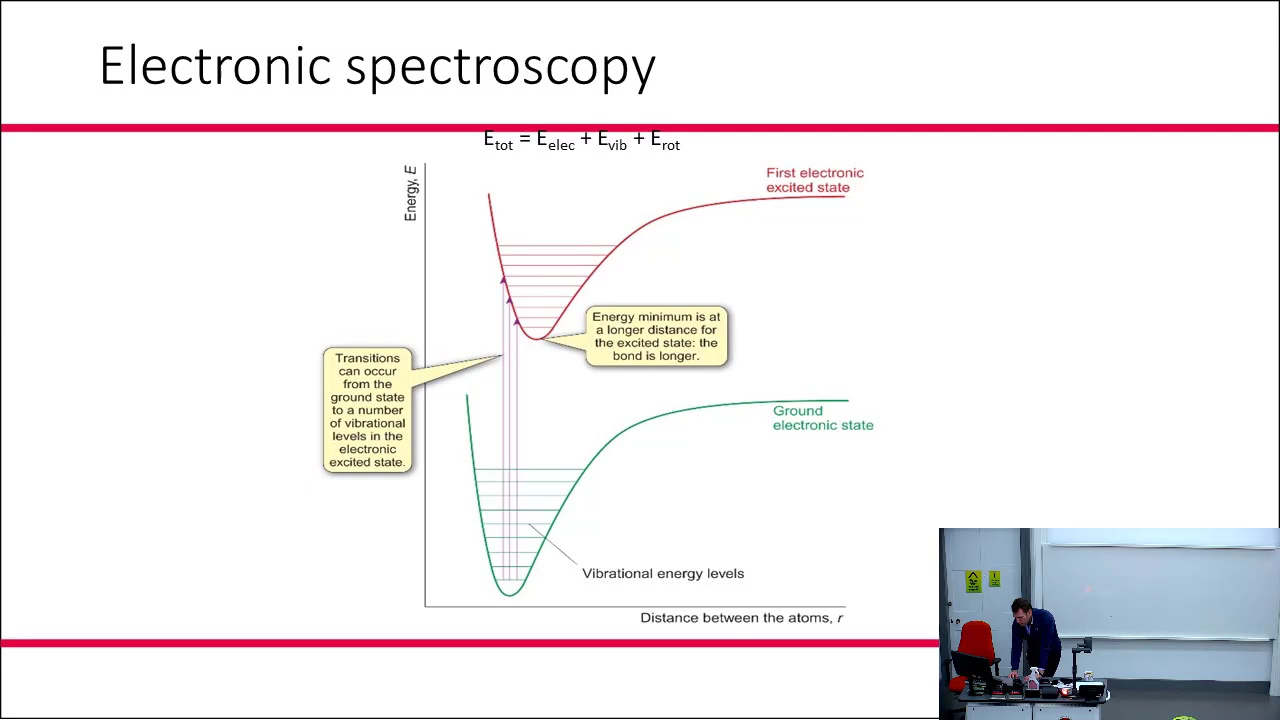 Electronic spectroscopy
E_tot = E_elec + E_vib + E_rot
Energy, E
First electronic
excited state
Energy minimum is at
a longer distance for
the excited state: the
bond is longer.
Transitions
can occur
from the
ground state
to a number
of vibrational
levels in the
electronic
excited state.
Ground
electronic state
Vibrational energy levels
Distance between the atoms, r